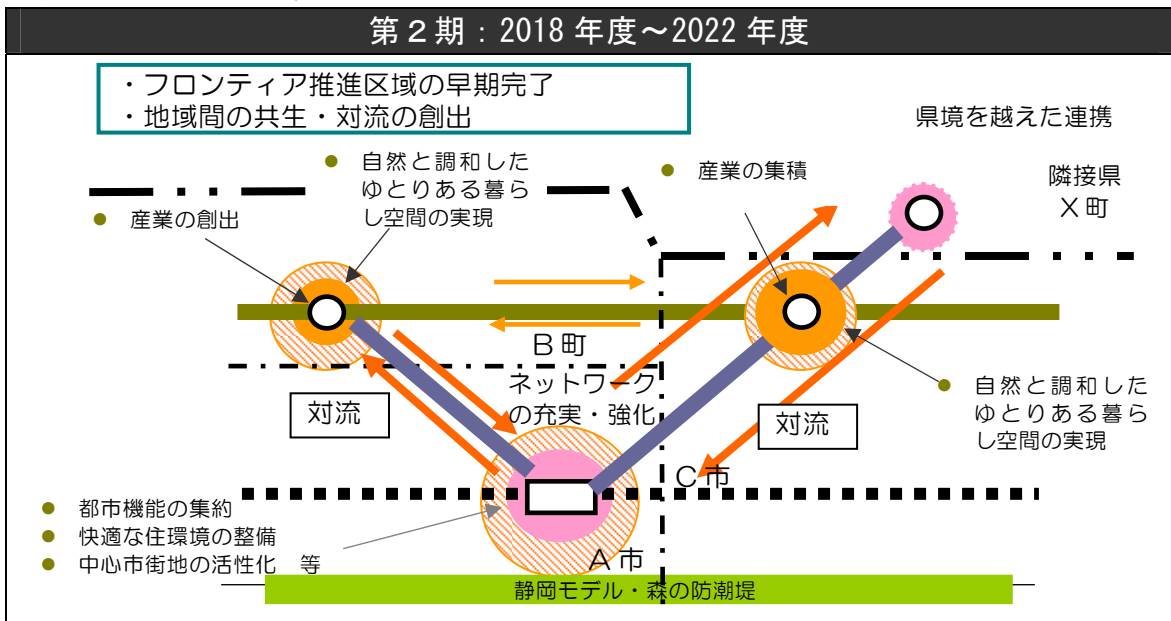 第２期：2018 年度～2022 年度
・フロンティア推進区域の早期完了
・地域間の共生・対流の創出
県境を越えた連携
自然と調和した
ゆとりある暮ら
し空間の実現
産業の集積
隣接県
Ｘ町
産業の創出
Ｂ町
ネットワーク
の充実・強化
対流
対流
自然と調和した
ゆとりある暮ら
し空間の実現
Ｃ市
都市機能の集約
快適な住環境の整備
中心市街地の活性化　等
Ａ市
静岡モデル・森の防潮堤